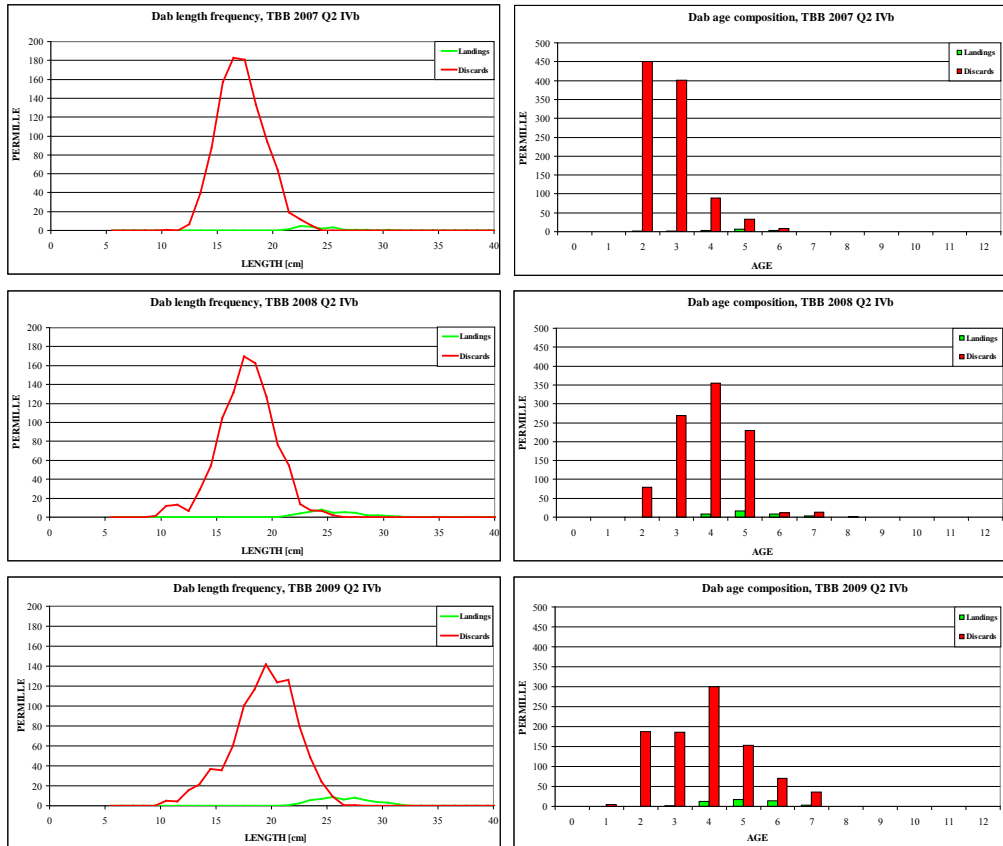 Dab length frequency, TBB 2007 Q2 IVb
200
180
160
140
120
100
80
60
40
20
0
PERMILLE
0 5 10 15 20 25 30 35 40
LENGTH [cm]
Landings
Discards
Dab age composition, TBB 2007 Q2 IVb
500
450
400
350
300
250
200
150
100
50
0
PERMILLE
0 1 2 3 4 5 6 7 8 9 10 11 12
AGE
Landings
Discards
Dab length frequency, TBB 2008 Q2 IVb
200
180
160
140
120
100
80
60
40
20
0
PERMILLE
0 5 10 15 20 25 30 35 40
LENGTH [cm]
Landings
Discards
Dab age composition, TBB 2008 Q2 IVb
500
450
400
350
300
250
200
150
100
50
0
PERMILLE
0 1 2 3 4 5 6 7 8 9 10 11 12
AGE
Landings
Discards
Dab length frequency, TBB 2009 Q2 IVb
200
180
160
140
120
100
80
60
40
20
0
PERMILLE
0 5 10 15 20 25 30 35 40
LENGTH [cm]
Landings
Discards
Dab age composition, TBB 2009 Q2 IVb
500
450
400
350
300
250
200
150
100
50
0
PERMILLE
0 1 2 3 4 5 6 7 8 9 10 11 12
AGE
Landings
Discards